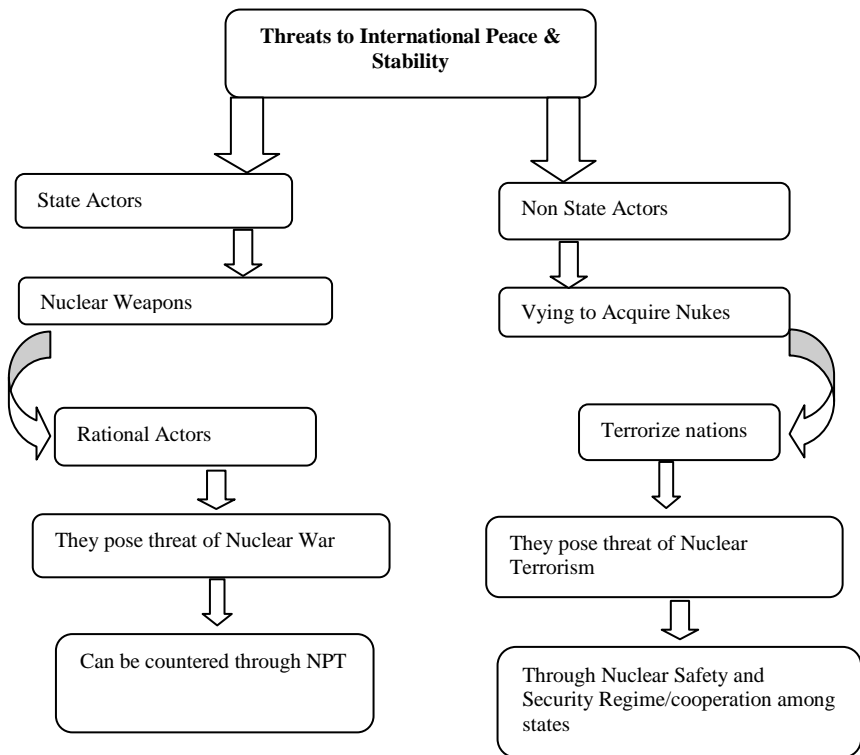 Threats to International Peace &
Stability
State Actors
Non State Actors
Nuclear Weapons
Vying to Acquire Nukes
Rational Actors
Terrorize nations
They pose threat of Nuclear War
They pose threat of Nuclear
Terrorism
Can be countered through NPT
Through Nuclear Safety and
Security Regime/cooperation among
states